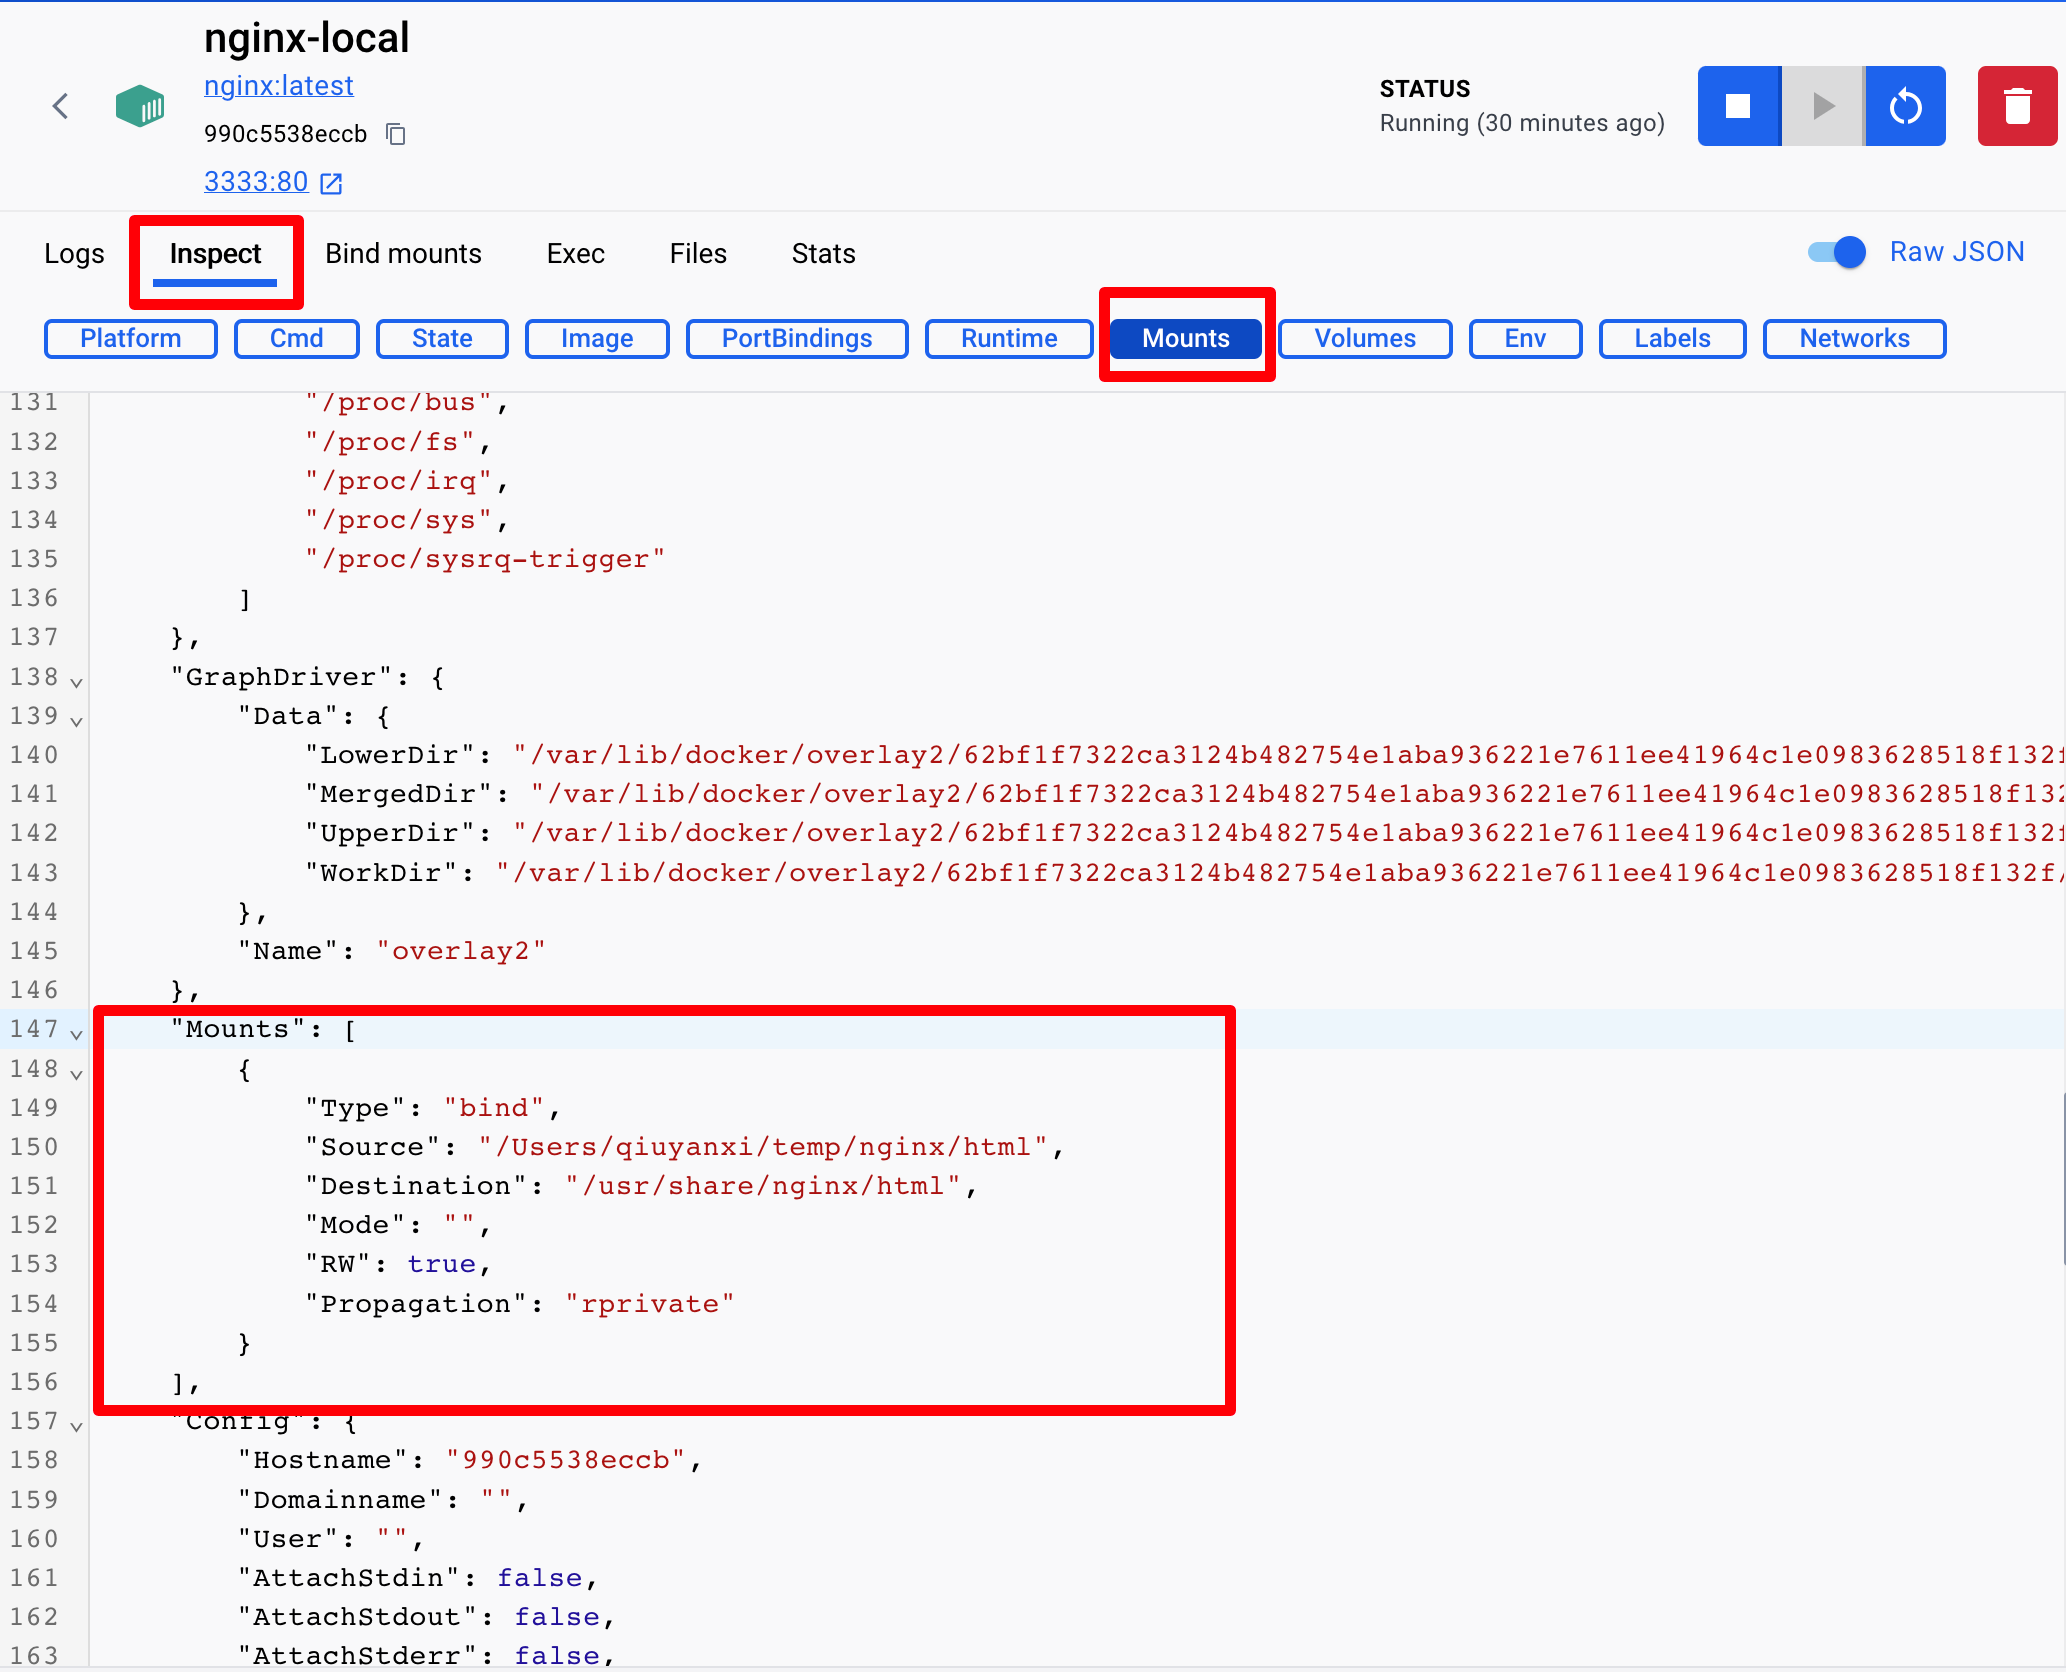 nginx-local
nginx:latest
990c5538eccb
3333:80
STATUS
Running (30 minutes ago)
Logs Inspect Bind mounts Exec Files Stats Raw JSON
Platform Cmd State Image PortBindings Runtime Mounts Volumes Env Labels Networks
131 "/proc/bus",
132 "/proc/fs",
133 "/proc/irq",
134 "/proc/sys",
135 "/proc/sysrq-trigger"
136 ]
137 },
138 "GraphDriver": {
139 "Data": {
140 "LowerDir": "/var/lib/docker/overlay2/62bf1f7322ca3124b482754e1aba936221e7611ee41964c1e0983628518f132f
141 "MergedDir": "/var/lib/docker/overlay2/62bf1f7322ca3124b482754e1aba936221e7611ee41964c1e0983628518f132
142 "UpperDir": "/var/lib/docker/overlay2/62bf1f7322ca3124b482754e1aba936221e7611ee41964c1e0983628518f132f
143 "WorkDir": "/var/lib/docker/overlay2/62bf1f7322ca3124b482754e1aba936221e7611ee41964c1e0983628518f132f/
144 },
145 "Name": "overlay2"
146 },
147 "Mounts": [
148 {
149 "Type": "bind",
150 "Source": "/Users/qiuyanxi/temp/nginx/html",
151 "Destination": "/usr/share/nginx/html",
152 "Mode": "",
153 "RW": true,
154 "Propagation": "rprivate"
155 }
156 ],
157 "Config": {
158 "Hostname": "990c5538eccb",
159 "Domainname": "",
160 "User": "",
161 "AttachStdin": false,
162 "AttachStdout": false,
163 "AttachStderr": false,